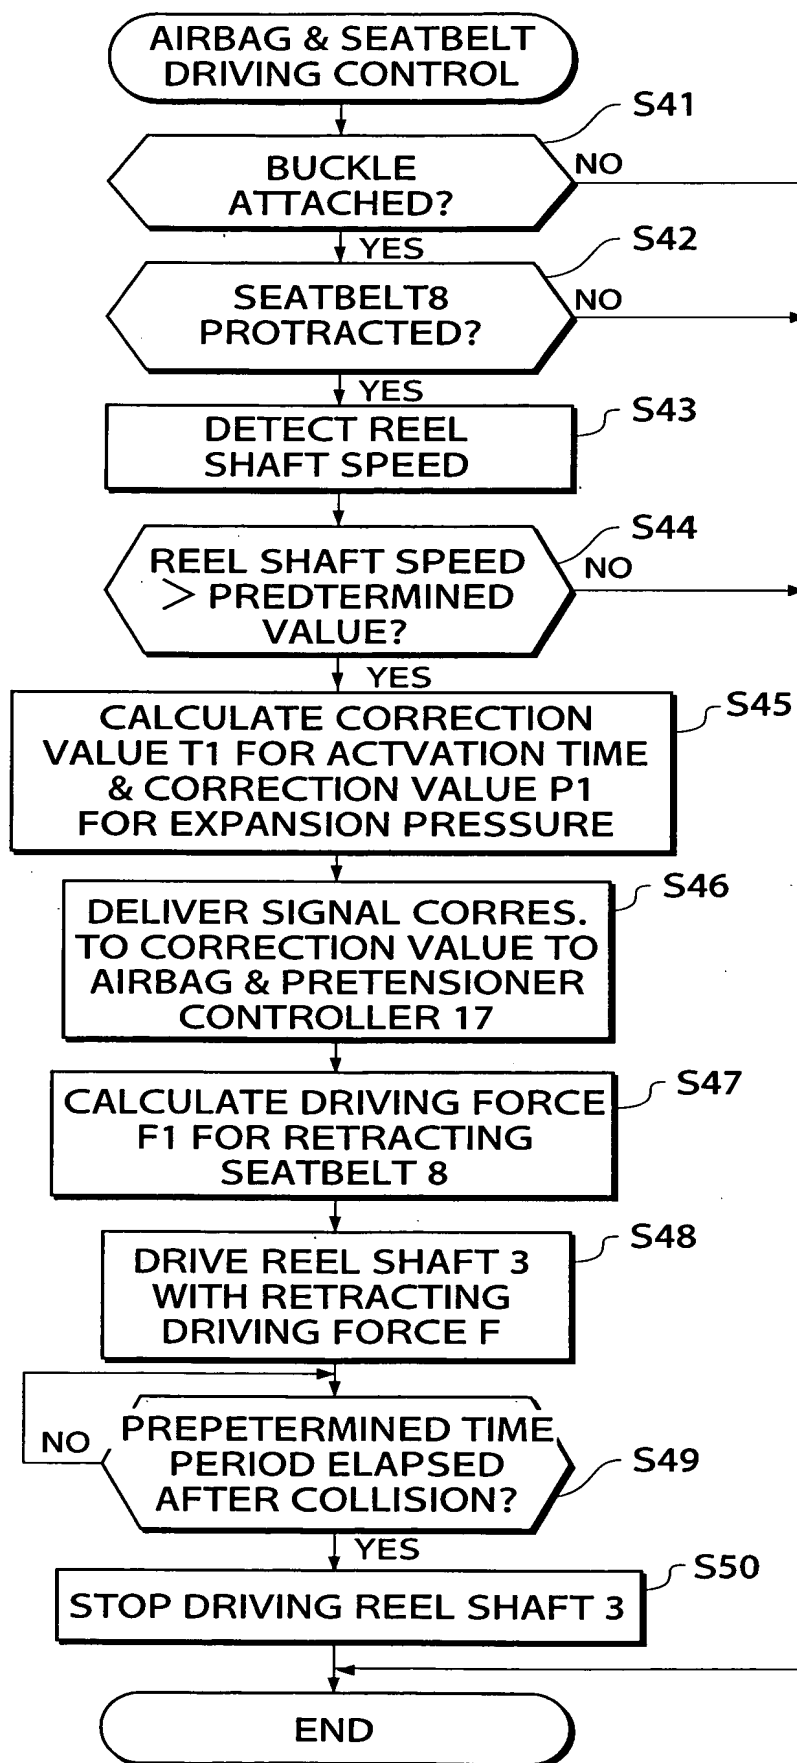 AIRBAG & SEATBELT
DRIVING CONTROL
S41
BUCKLE
ATTACHED?
NO
YES
S42
SEATBELT8
PROTRACTED?
NO
YES
S43
DETECT REEL
SHAFT SPEED
S44
REEL SHAFT SPEED
> PREDTERMINED
VALUE?
NO
YES
S45
CALCULATE CORRECTION
VALUE T1 FOR ACTVATION TIME
& CORRECTION VALUE P1
FOR EXPANSION PRESSURE
S46
DELIVER SIGNAL CORRES.
TO CORRECTION VALUE TO
AIRBAG & PRETENSIONER
CONTROLLER 17
S47
CALCULATE DRIVING FORCE
F1 FOR RETRACTING
SEATBELT 8
S48
DRIVE REEL SHAFT 3
WITH RETRACTING
DRIVING FORCE F
NO
PREPETERMINED TIME
PERIOD ELAPSED
AFTER COLLISION?
S49
YES
S50
STOP DRIVING REEL SHAFT 3
END